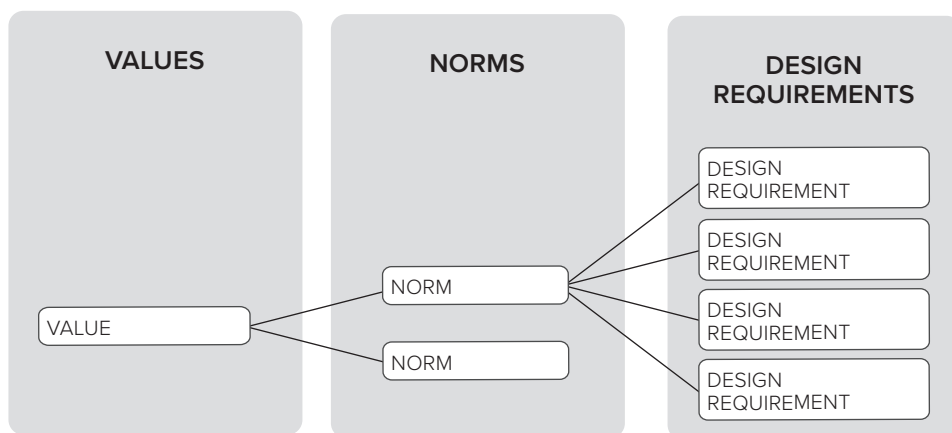 VALUES
NORMS
DESIGN
REQUIREMENTS
VALUE
NORM
NORM
DESIGN
REQUIREMENT
DESIGN
REQUIREMENT
DESIGN
REQUIREMENT
DESIGN
REQUIREMENT